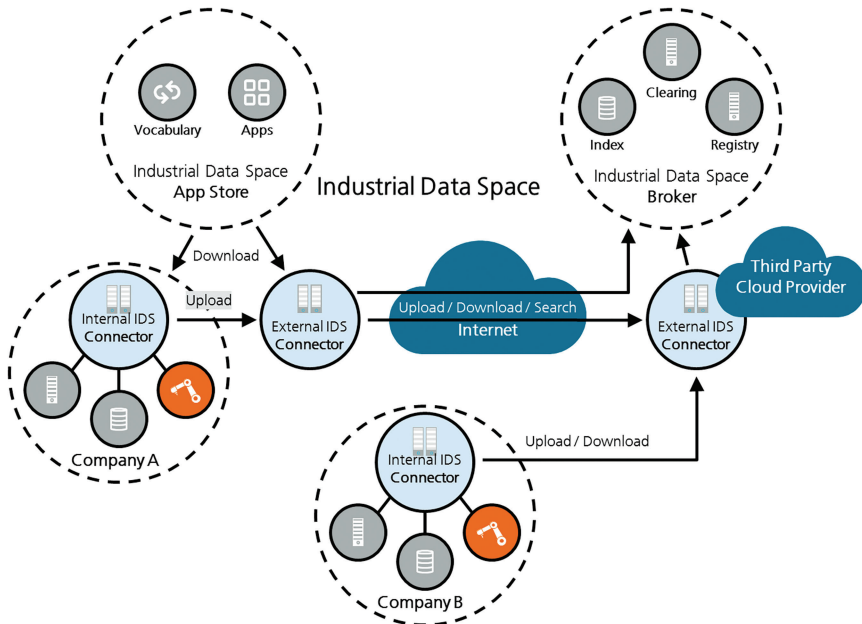 Clearing
Vocabulary
Apps
Index
Registry
Industrial Data Space
App Store
Industrial Data Space
Industrial Data Space
Broker
Download
Third Party
Cloud Provider
Upload
Internal IDS
Connector
External IDS
Connector
Upload / Download / Search
Internet
External IDS
Connector
Company A
Upload / Download
Internal IDS
Connector
Company B